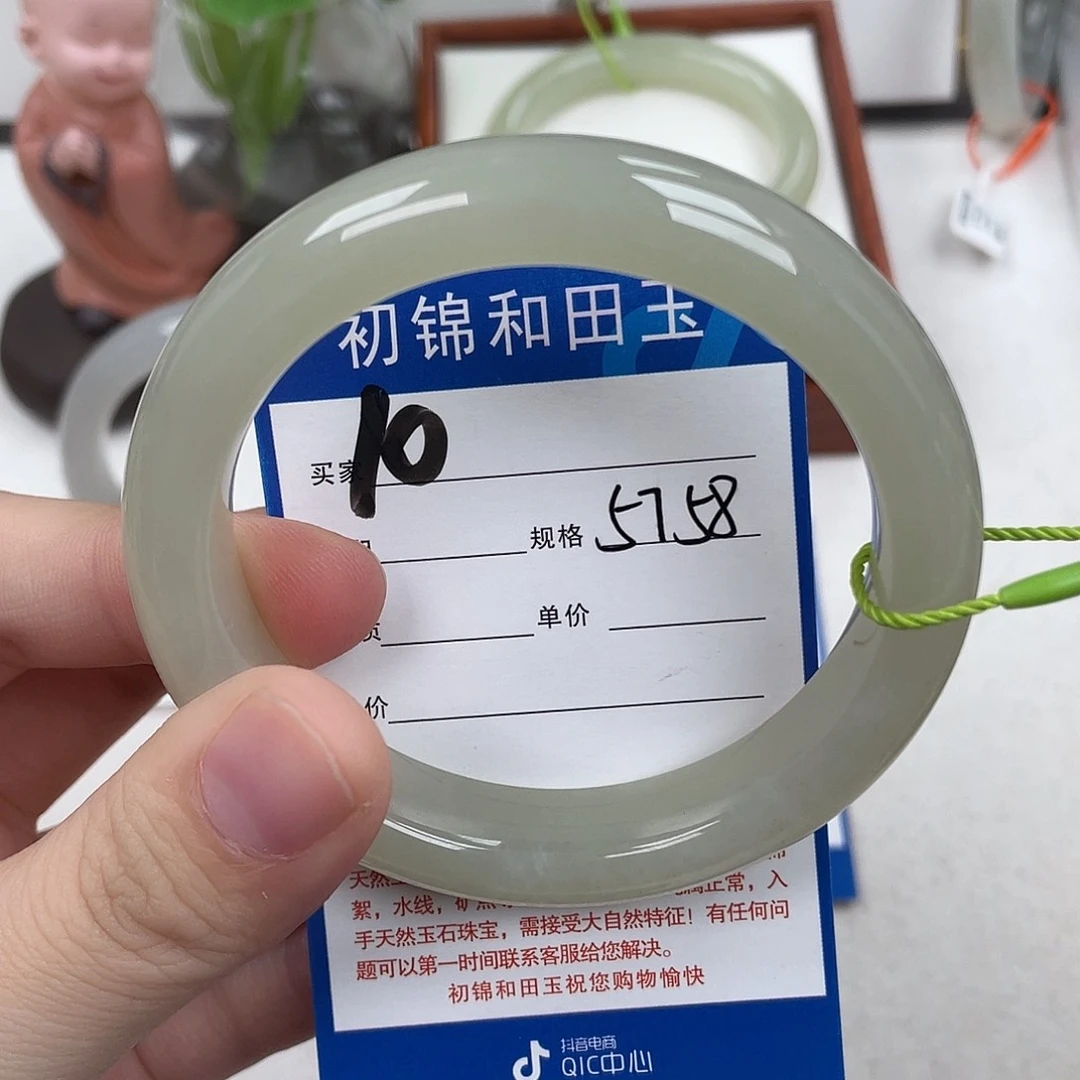 初锦和田玉
买家 10
规格 5758
单价
价
天然
絮，水线，正常，入
手天然玉石珠宝，需接受大自然特征！有任何问
题可以第一时间联系客服给您解决。
初锦和田玉祝您购物愉快
抖音电商
QIC中心